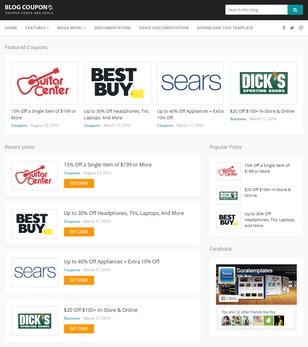 BLOG COUPON
COUPON CODES AND DEALS
Search this blog
HOME FEATURES MEGA MENU DOCUMENTATION VIDEO DOCUMENTATION DOWNLOAD THIS TEMPLATE
Featured Coupons
Guitar Center
BEST BUY
sears
DICK'S SPORTING GOODS
15% Off a Single Item of $199 or More
Coupons - August 23, 2016
Up to 30% Off Headphones, TVs, Laptops, And More
Coupons - March 17, 2016
Up to 40% Off Appliances + Extra 10% Off
Coupons - March 17, 2016
$20 Off $100+ In-Store & Online
Business - March 17, 2016
Recent posts
Guitar Center
15% Off a Single Item of $199 or More
Coupons - August 23, 2016
GET CODE
BEST BUY
Up to 30% Off Headphones, TVs, Laptops, And More
Coupons - March 17, 2016
GET CODE
sears
Up to 40% Off Appliances + Extra 10% Off
Coupons - March 17, 2016
GET CODE
DICK'S SPORTING GOODS
$20 Off $100+ In-Store & Online
Business - March 17, 2016
GET CODE
Popular Posts
Guitar Center
15% Off a Single Item of $199 or More
DICK'S SPORTING GOODS
$20 Off $100+ In-Store & Online
BEST BUY
Up to 30% Off Headphones, TVs, Laptops, And More
Facebook
Soratemplates
Liked
You and 32 other friends like this